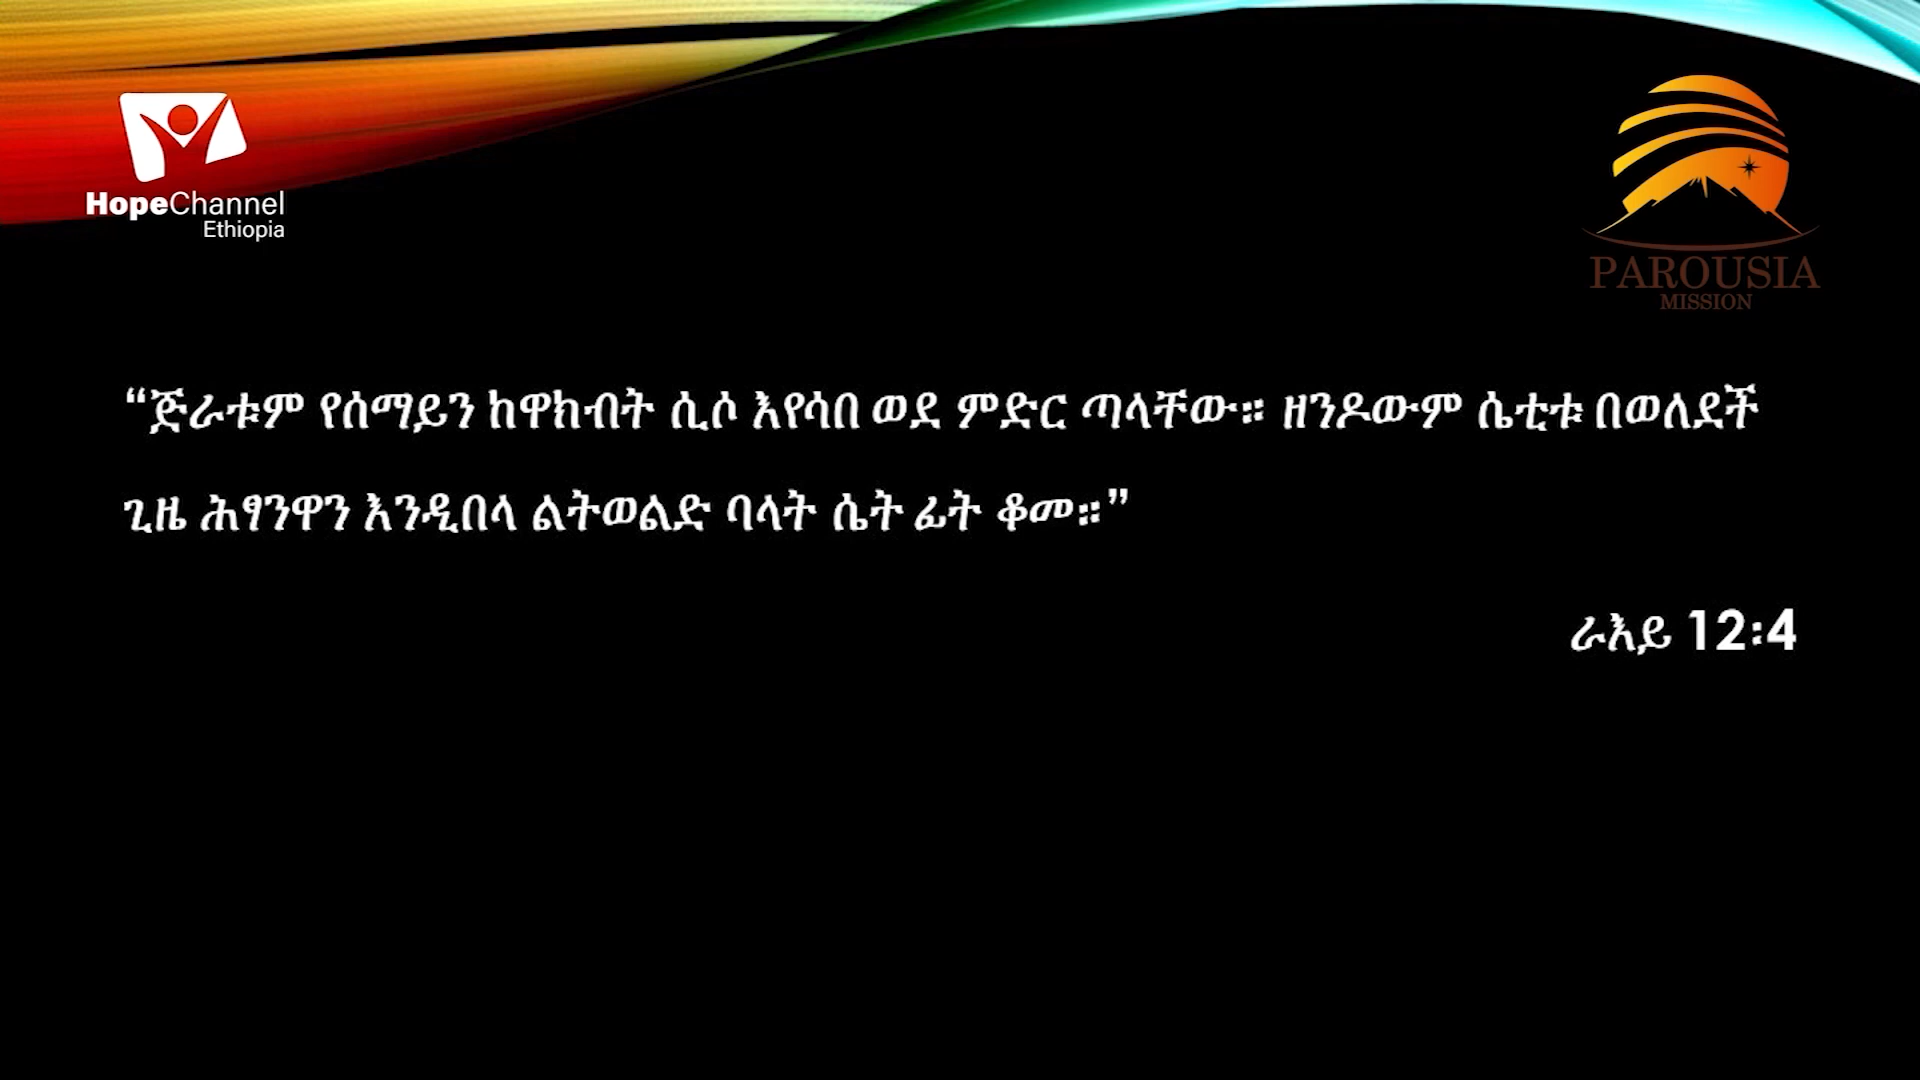 HopeChannel
Ethiopia
PAROUSIA
MISSION
“ጅራቱም የሰማይን ከዋክብት ሲሶ እየሳበ ወደ ምድር ጣላቸው። ዘንዶውም ሴቲቱ በወለደች
ጊዜ ሕፃንዋን እንዲበላ ልትወልድ ባላት ሴት ፊት ቆመ።”
ራእይ 12፡4